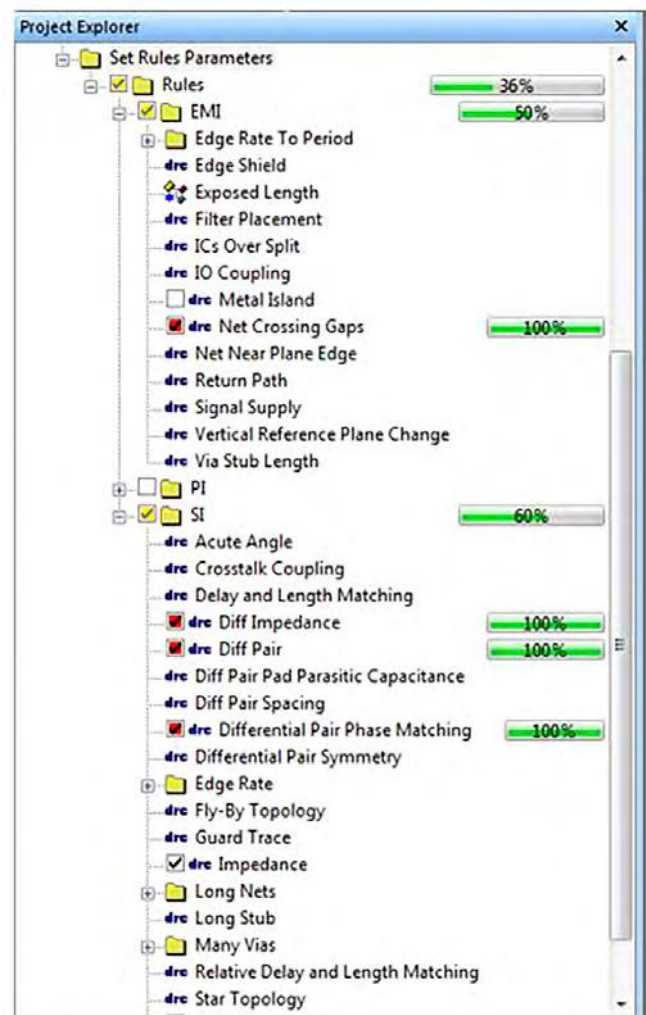 Project Explorer
Set Rules Parameters
Rules 36%
EMI 50%
Edge Rate To Period
drc Edge Shield
Exposed Length
drc Filter Placement
drc ICs Over Split
drc IO Coupling
drc Metal Island
drc Net Crossing Gaps 100%
drc Net Near Plane Edge
drc Return Path
drc Signal Supply
drc Vertical Reference Plane Change
drc Via Stub Length
PI
SI 60%
drc Acute Angle
drc Crosstalk Coupling
drc Delay and Length Matching
drc Diff Impedance 100%
drc Diff Pair 100%
drc Diff Pair Pad Parasitic Capacitance
drc Diff Pair Spacing
drc Differential Pair Phase Matching 100%
drc Differential Pair Symmetry
Edge Rate
drc Fly-By Topology
drc Guard Trace
drc Impedance
Long Nets
drc Long Stub
Many Vias
drc Relative Delay and Length Matching
drc Star Topology